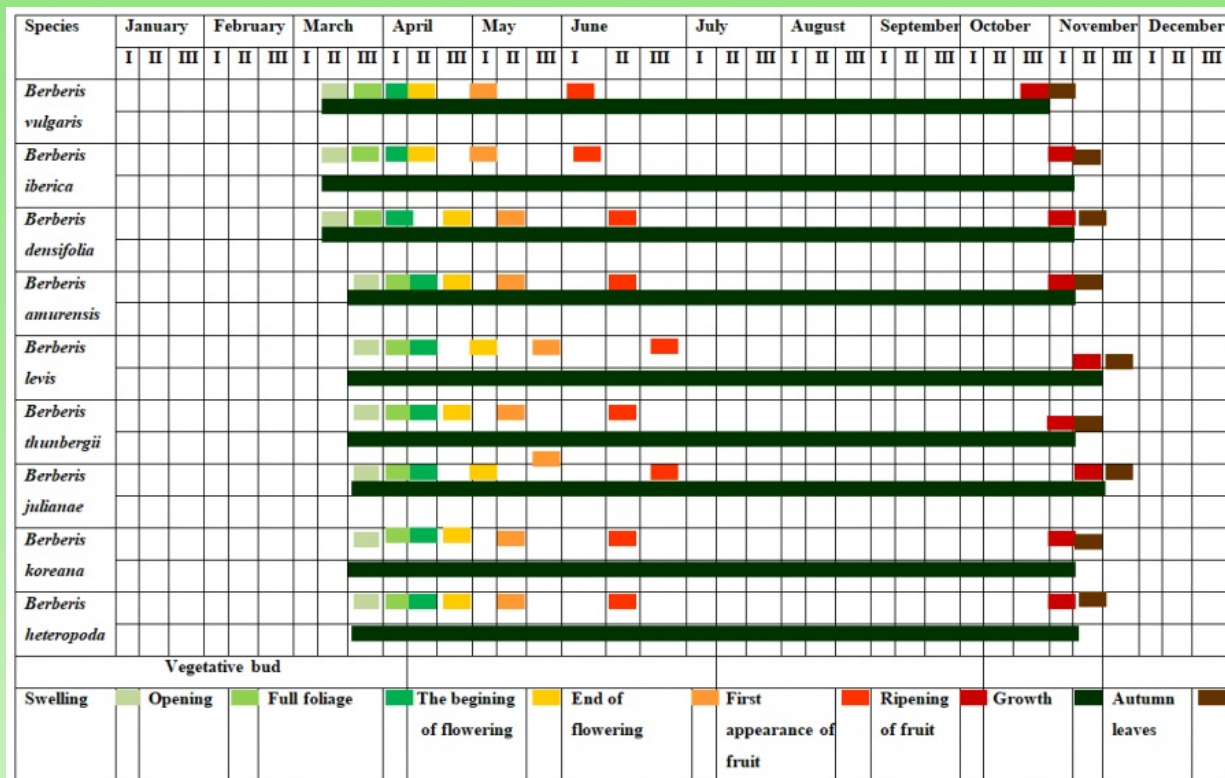 Species January February March April May June July August September October November December
I II III I II III I II III I II III I II III I II III I II III I II III I II III I II III I II III I II III
Berberis
vulgaris
Berberis
iberica
Berberis
densifolia
Berberis
amurensis
Berberis
levis
Berberis
thunbergii
Berberis
julianae
Berberis
koreana
Berberis
heteropoda
Vegetative bud
Swelling Opening Full foliage The begining End of First Ripening Growth Autumn
of flowering flowering appearance of of fruit leaves
fruit